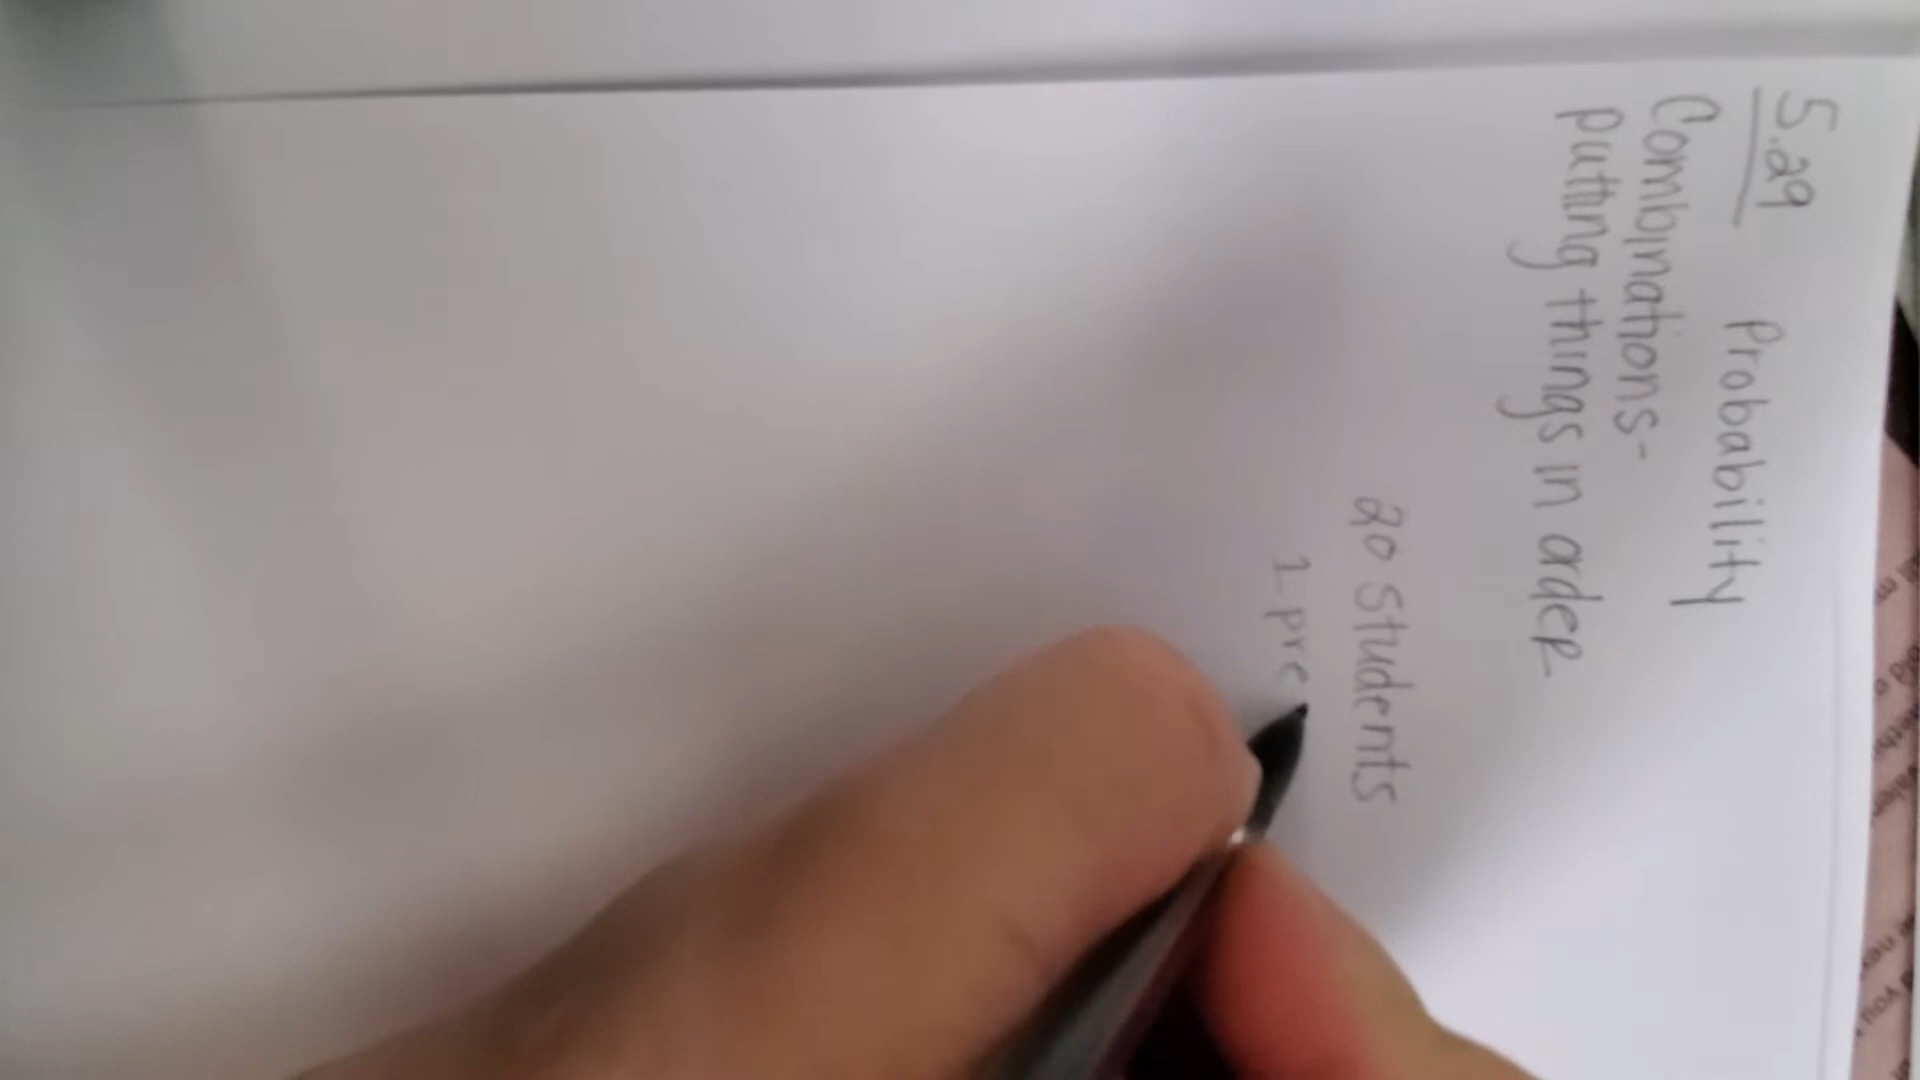 5.29 Probability
Combinations-
putting things in order
20 students
1 pre